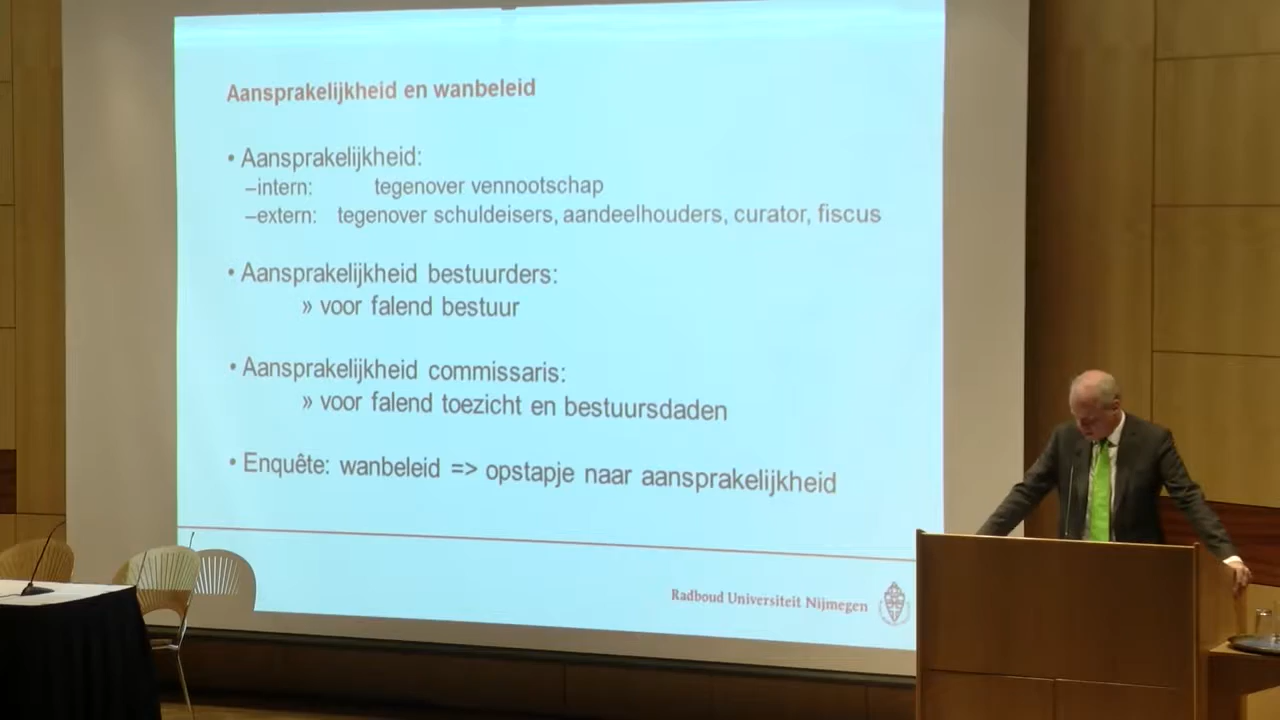 Aansprakelijkheid en wanbeleid
• Aansprakelijkheid:
–intern: tegenover vennootschap
–extern: tegenover schuldeisers, aandeelhouders, curator, fiscus
• Aansprakelijkheid bestuurders:
» voor falend bestuur
• Aansprakelijkheid commissaris:
» voor falend toezicht en bestuursdaden
• Enquête: wanbeleid => opstapje naar aansprakelijkheid
Radboud Universiteit Nijmegen